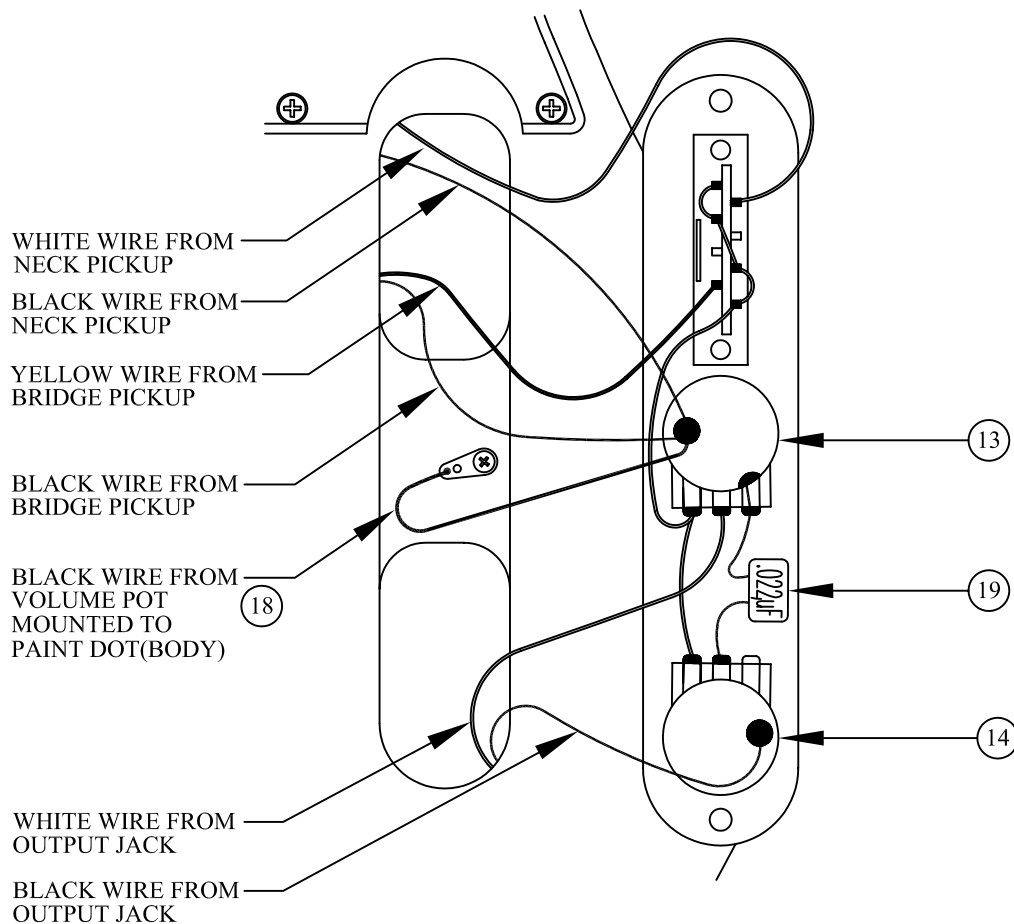 WHITE WIRE FROM
NECK PICKUP
BLACK WIRE FROM
NECK PICKUP
YELLOW WIRE FROM
BRIDGE PICKUP
BLACK WIRE FROM
BRIDGE PICKUP
BLACK WIRE FROM
VOLUME POT
MOUNTED TO
PAINT DOT(BODY)
18
WHITE WIRE FROM
OUTPUT JACK
BLACK WIRE FROM
OUTPUT JACK
13
.022µF
19
14